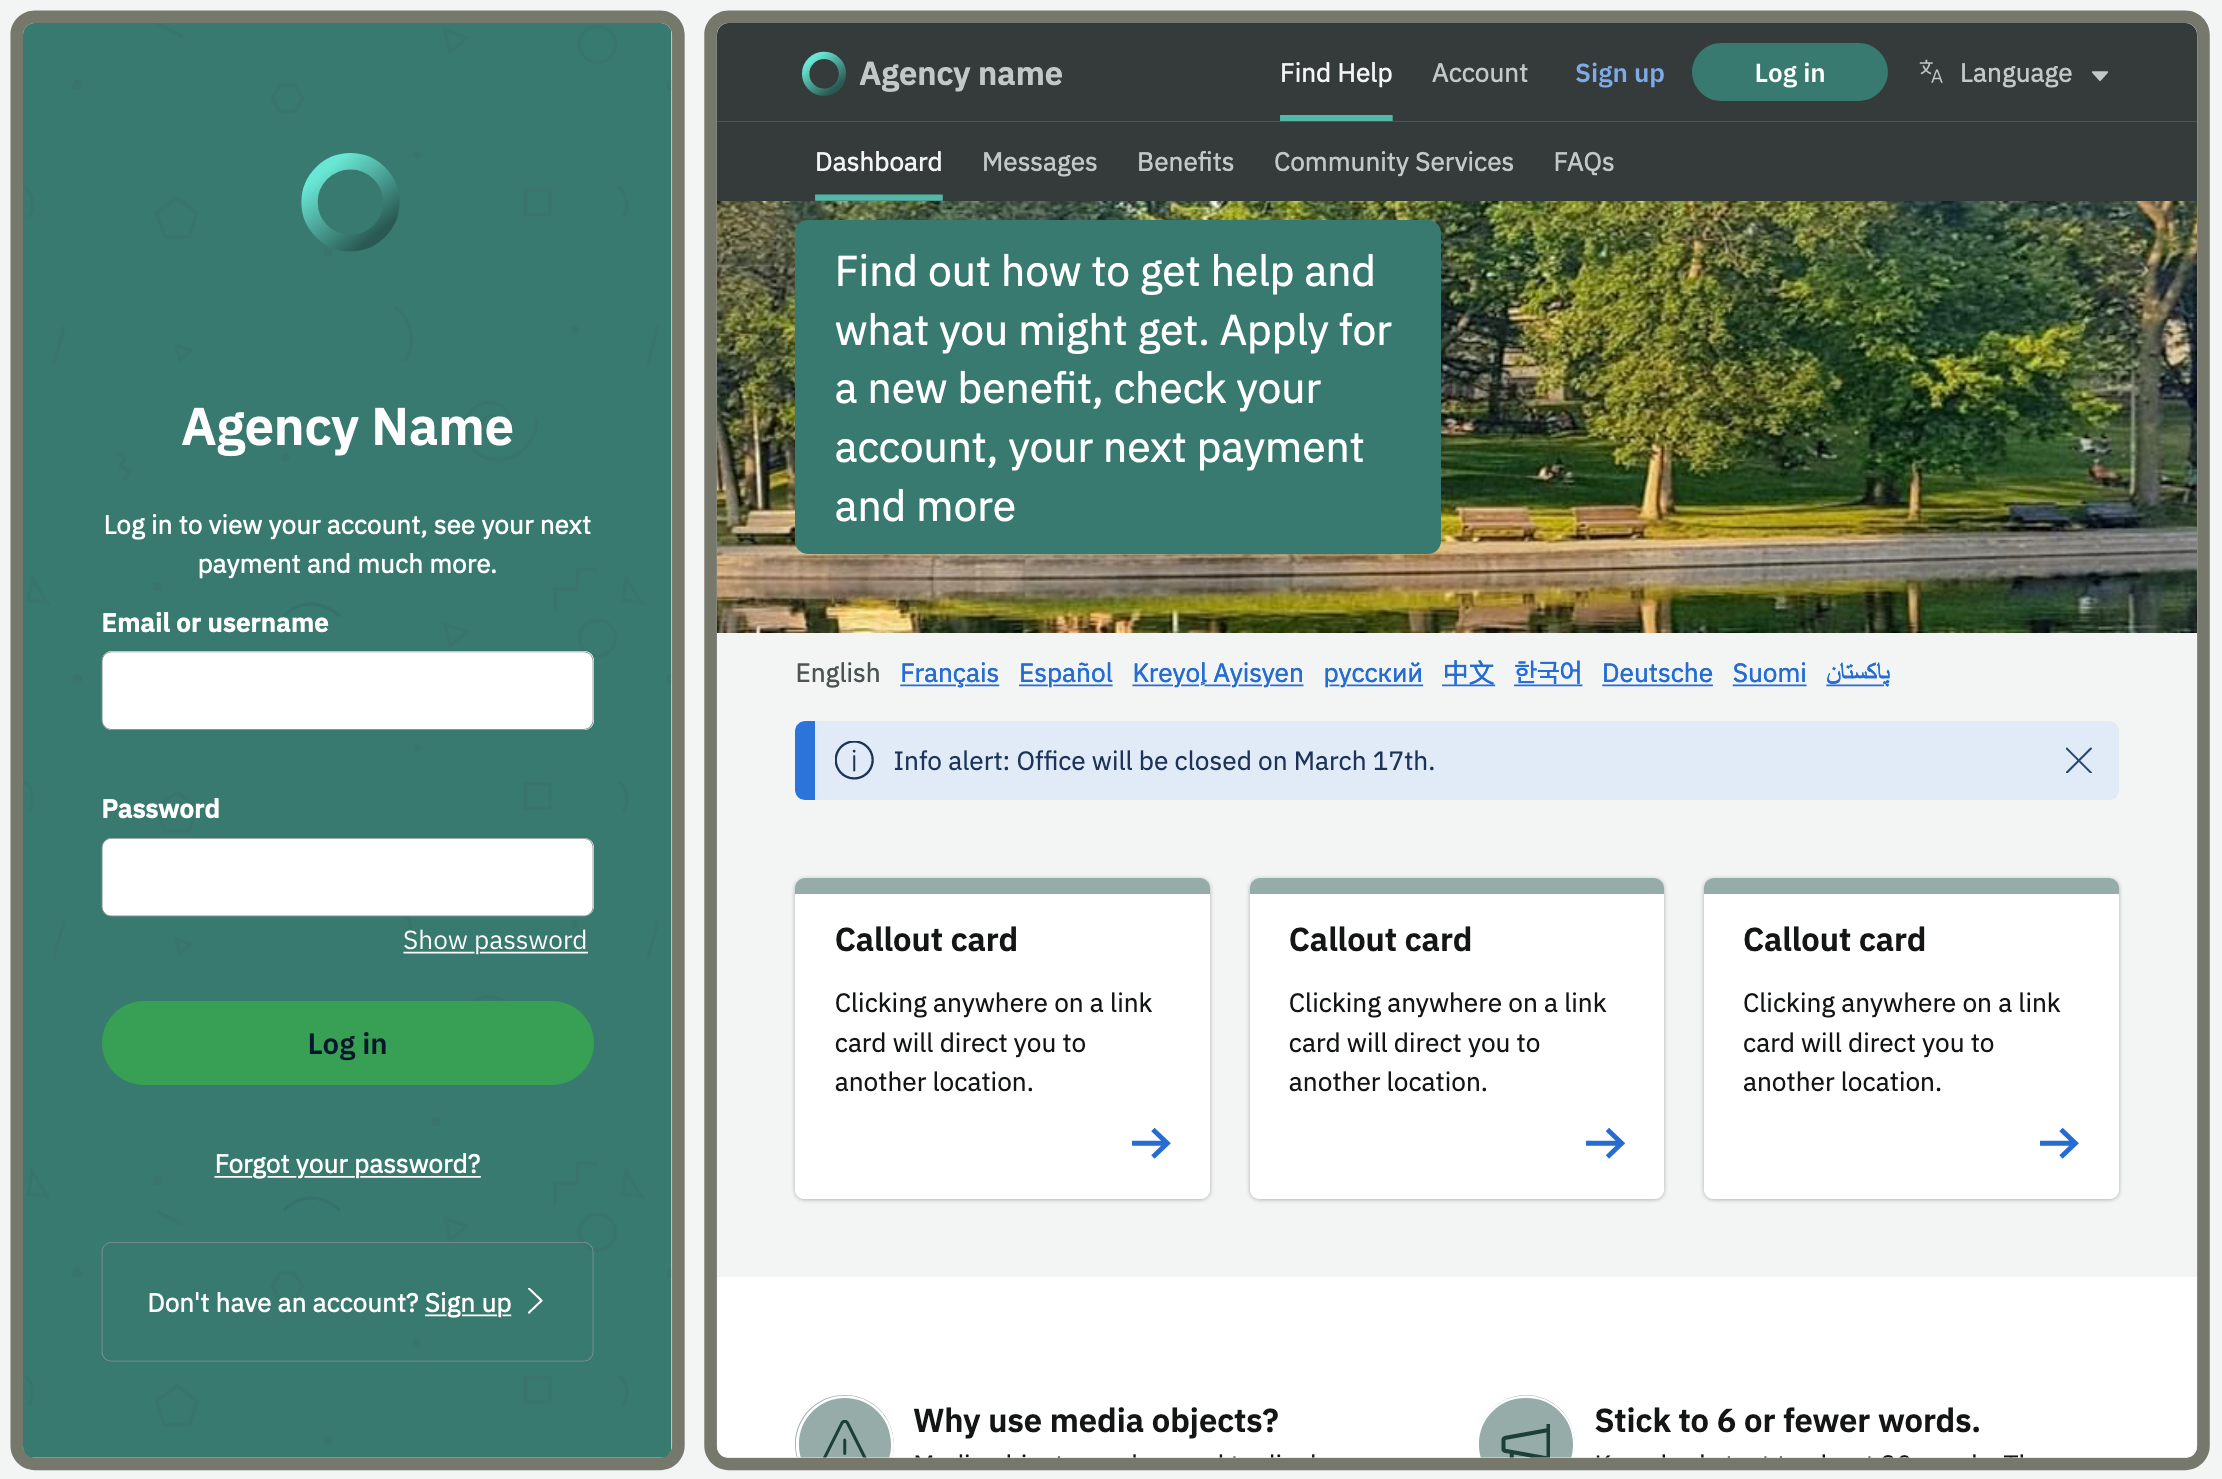 Agency Name
Log in to view your account, see your next
payment and much more.
Email or username
Password
Show password
Log in
Forgot your password?
Don't have an account? Sign up
Agency name
Find Help
Account
Sign up
Log in
Language
Dashboard
Messages
Benefits
Community Services
FAQs
Find out how to get help and
what you might get. Apply for
a new benefit, check your
account, your next payment
and more
English Français Español Kreyoḷ Ayisyen русский 中文 한국어 Deutsche Suomi پاکستان
Info alert: Office will be closed on March 17th.
Callout card
Clicking anywhere on a link
card will direct you to
another location.
Callout card
Clicking anywhere on a link
card will direct you to
another location.
Callout card
Clicking anywhere on a link
card will direct you to
another location.
Why use media objects?
Stick to 6 or fewer words.